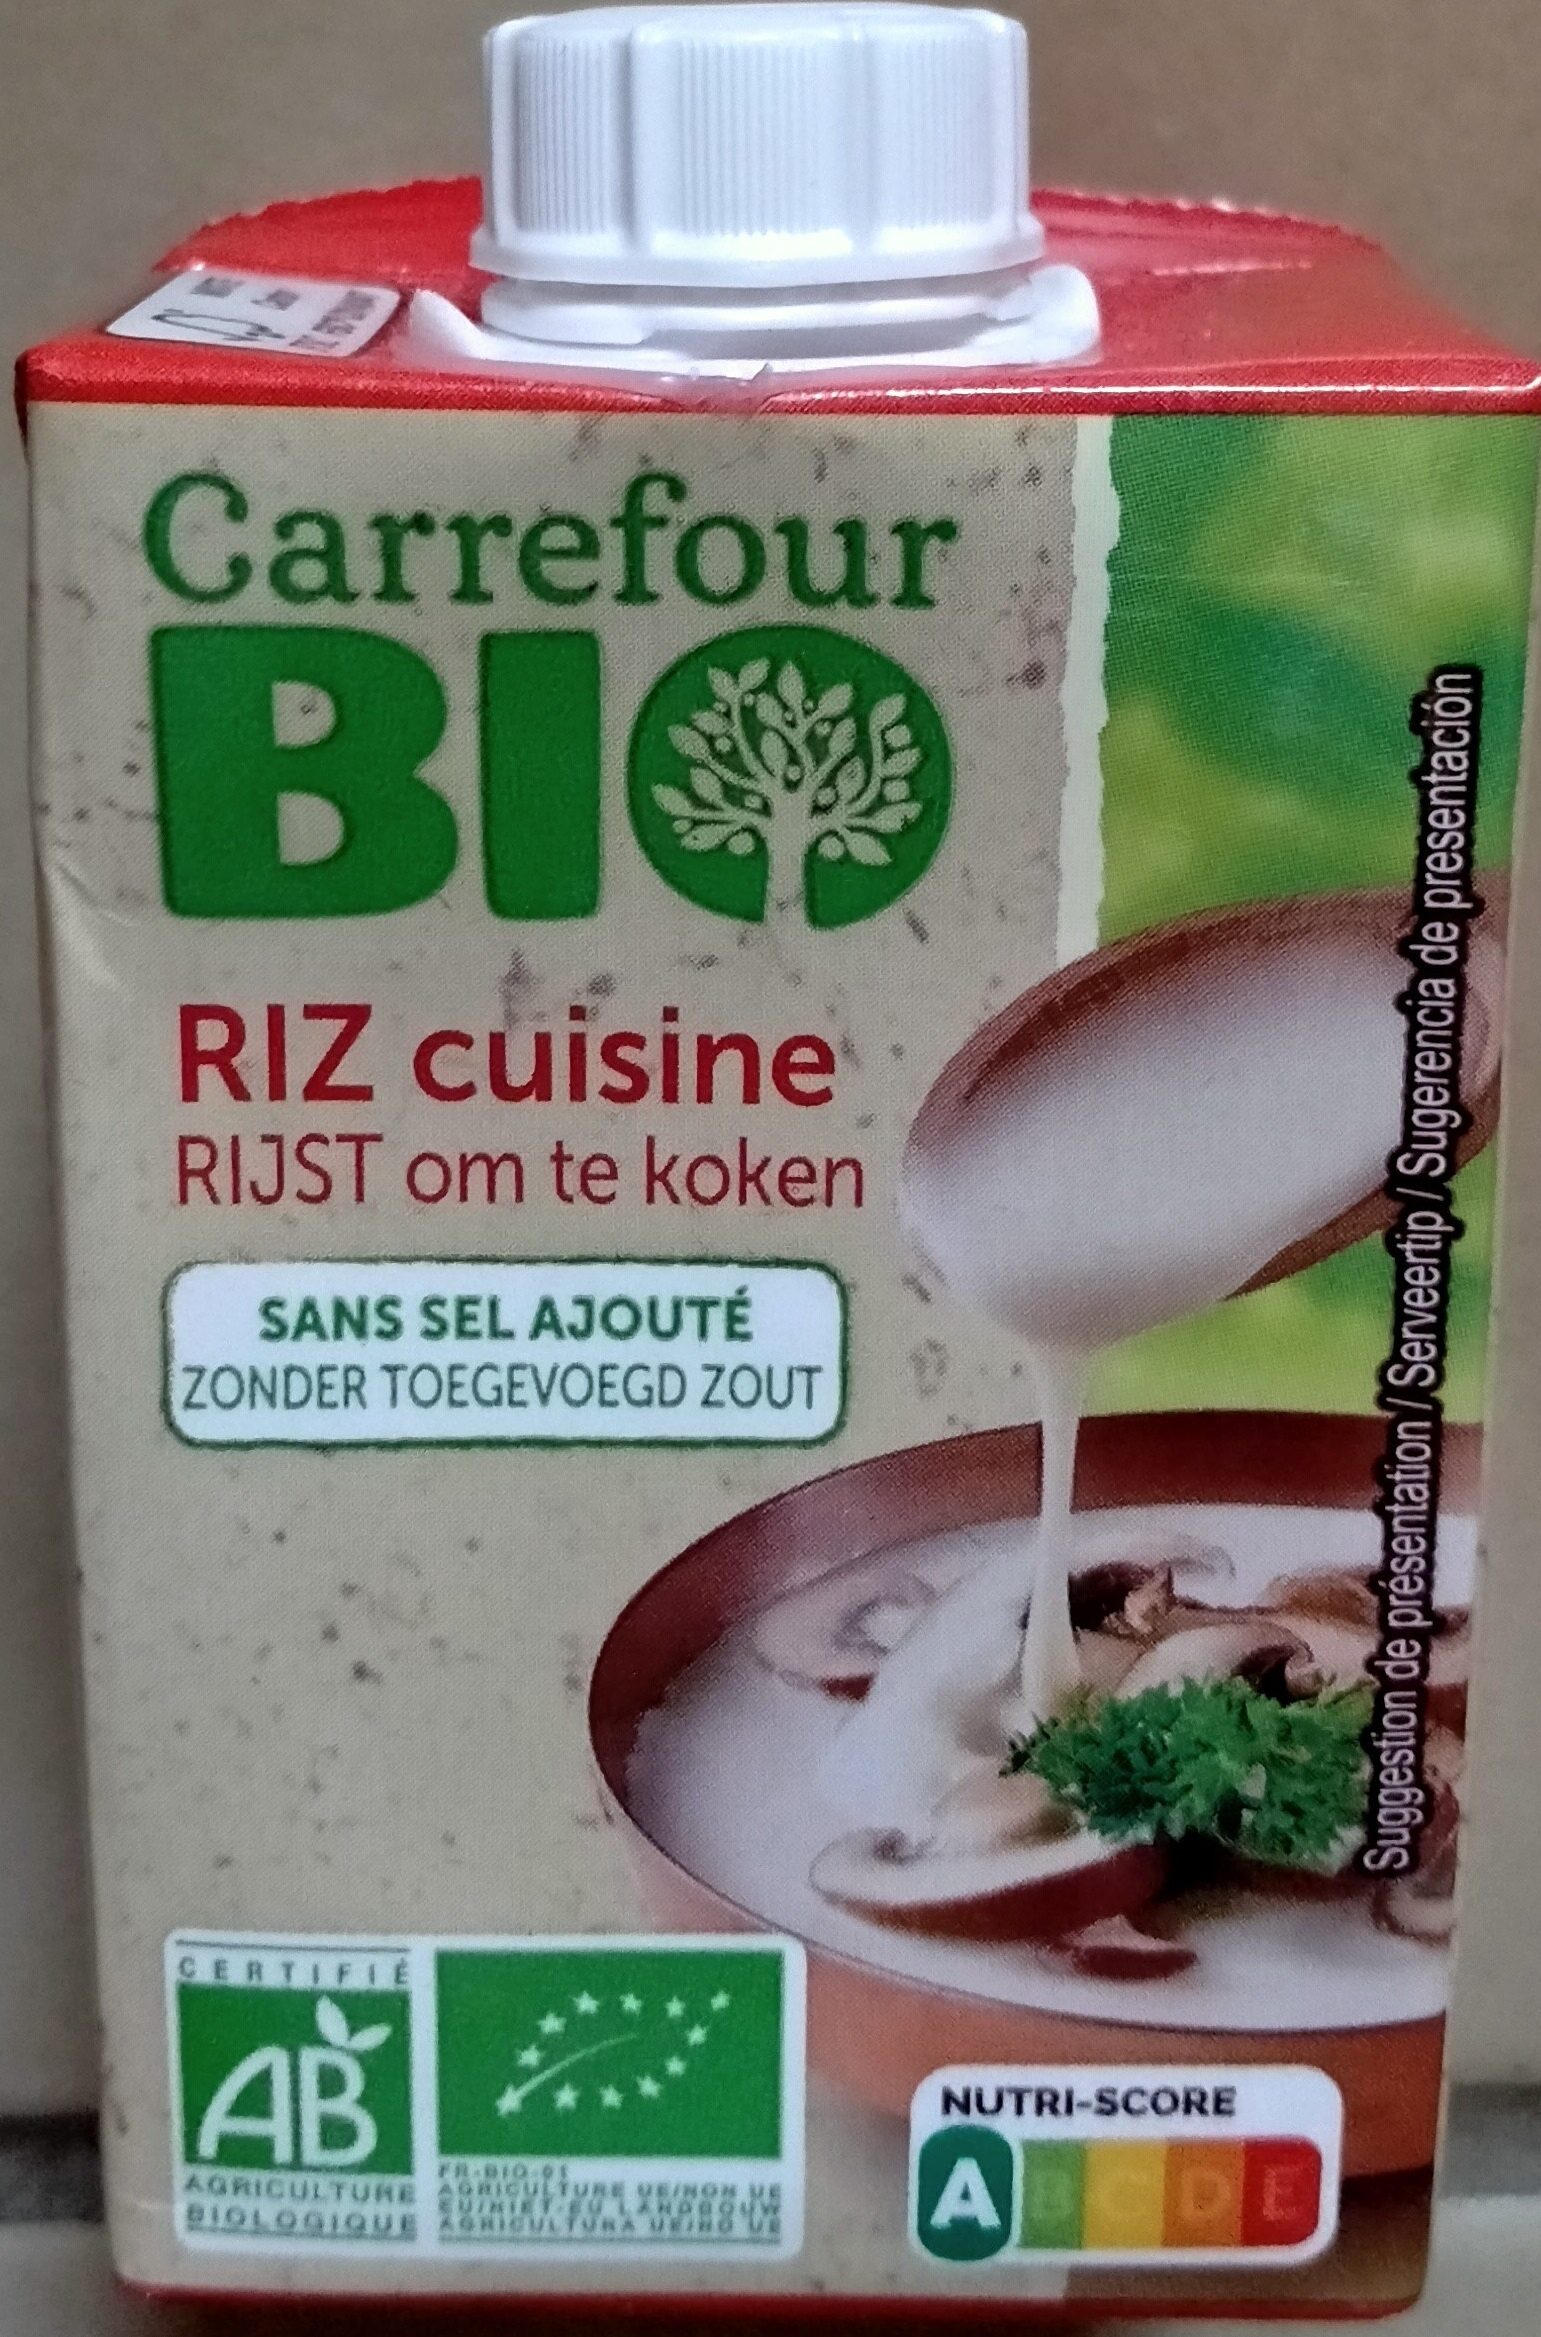 Carrefour
BIO
RIZ cuisine
RIJST om te koken
SANS SEL AJOUTÉ
ZONDER TOEGEVOEGD ZOUT
Suggestion de présentation / Serveertip / Sugerencia de presentación
CERTIFIÉ
AB
AGRICULTURE
BIOLOGIQUE
FR-BIO-01
AGRICULTURE UE/NON UE
EU/NIET-EU LANDBOUW
AGRICULTURA UE/NO UE
NUTRI-SCORE
A B C D E